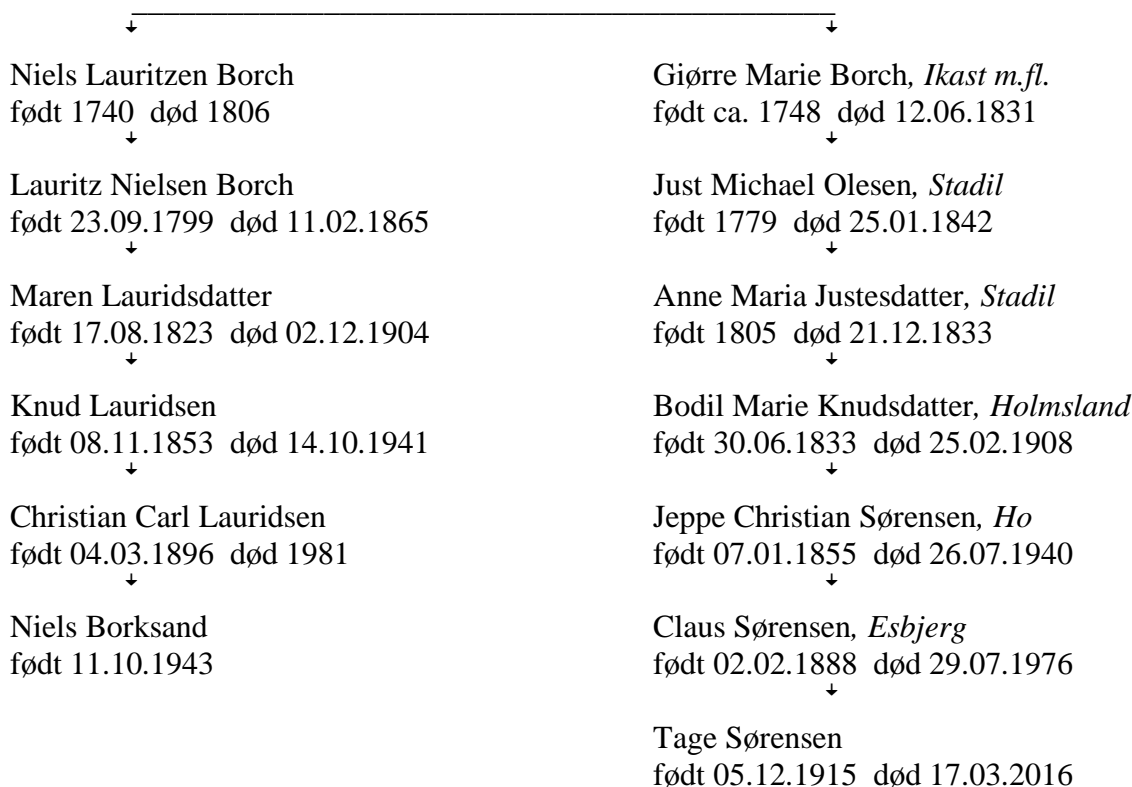 Niels Lauritzen Borch
født 1740 død 1806
Lauritz Nielsen Borch
født 23.09.1799 død 11.02.1865
Maren Lauridsdatter
født 17.08.1823 død 02.12.1904
Knud Lauridsen
født 08.11.1853 død 14.10.1941
Christian Carl Lauridsen
født 04.03.1896 død 1981
Niels Borksand
født 11.10.1943
Giørre Marie Borch, Ikast m.fl.
født ca. 1748 død 12.06.1831
Just Michael Olesen, Stadil
født 1779 død 25.01.1842
Anne Maria Justesdatter, Stadil
født 1805 død 21.12.1833
Bodil Marie Knudsdatter, Holmsland
født 30.06.1833 død 25.02.1908
Jeppe Christian Sørensen, Ho
født 07.01.1855 død 26.07.1940
Claus Sørensen, Esbjerg
født 02.02.1888 død 29.07.1976
Tage Sørensen
født 05.12.1915 død 17.03.2016